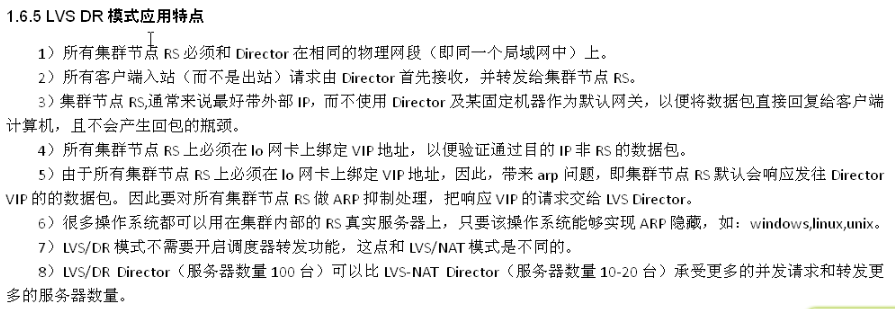 1.6.5 LVS DR 模式应用特点
1）所有集群节点 RS 必须和 Director 在相同的物理网段（即同一个局域网中）上。
2）所有客户端入站（而不是出站）请求由 Director 首先接收，并转发给集群节点 RS。
3）集群节点 RS,通常来说最好带外部 IP，而不使用 Director 及某固定机器作为默认网关，以便将数据包直接回复给客户端
计算机，且不会产生回包的瓶颈。
4）所有集群节点 RS 上必须在 lo 网卡上绑定 VIP 地址，以便验证通过目的 IP 非 RS 的数据包。
5）由于所有集群节点 RS 上必须在 lo 网卡上绑定 VIP 地址，因此，带来 arp 问题，即集群节点 RS 默认会响应发往 Director
VIP 的的数据包。因此要对所有集群节点 RS 做 ARP 抑制处理，把响应 VIP 的请求交给 LVS Director。
6）很多操作系统都可以用在集群内部的 RS 真实服务器上，只要该操作系统能够实现 ARP 隐藏，如：windows,linux,unix。
7）LVS/DR 模式不需要开启调度器转发功能，这点和 LVS/NAT 模式是不同的。
8）LVS/DR Director（服务器数量 100 台）可以比 LVS-NAT Director（服务器数量 10-20 台）承受更多的并发请求和转发更
多的服务器数量。